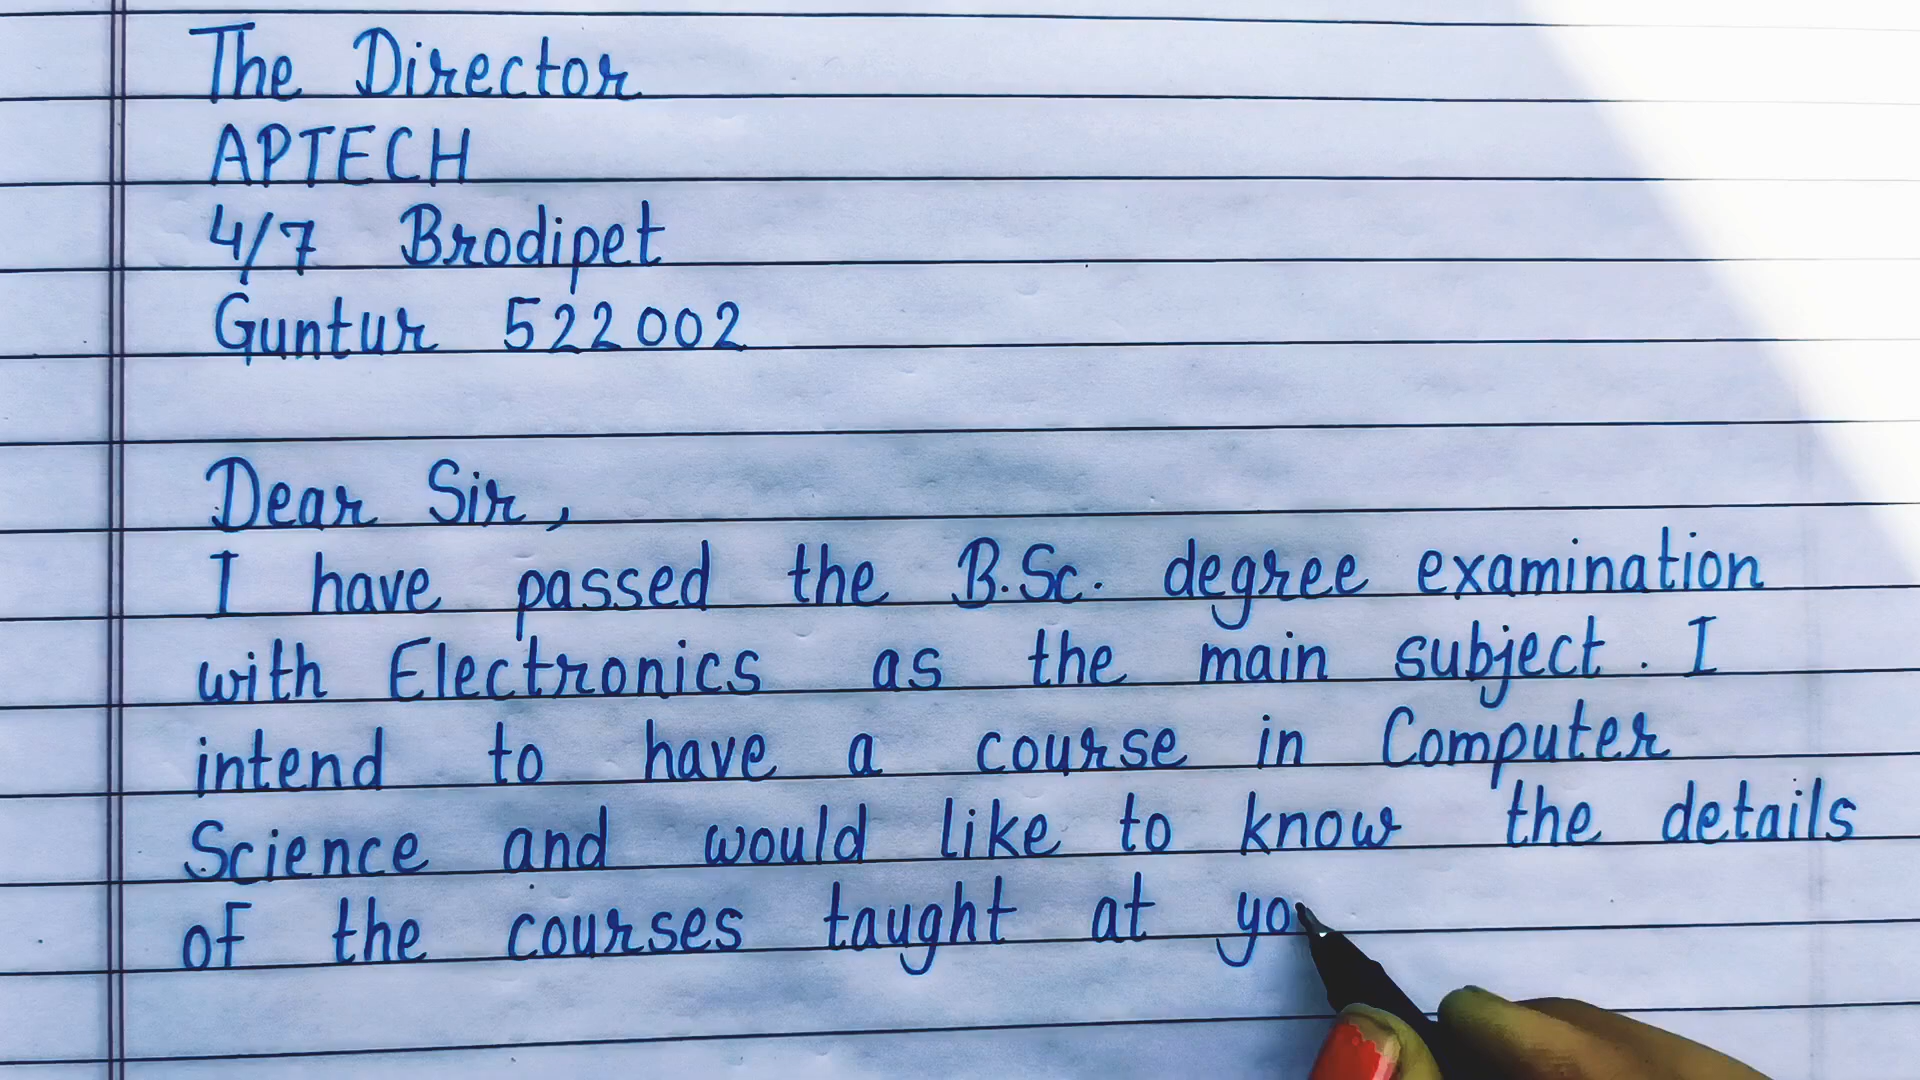 The Director
APTECH
4/7 Brodipet
Guntur 522002
Dear Sir,
I have passed the B.Sc. degree examination
with Electronics as the main subject. I
intend to have a course in Computer
Science and would like to know the details
of the courses taught at yo